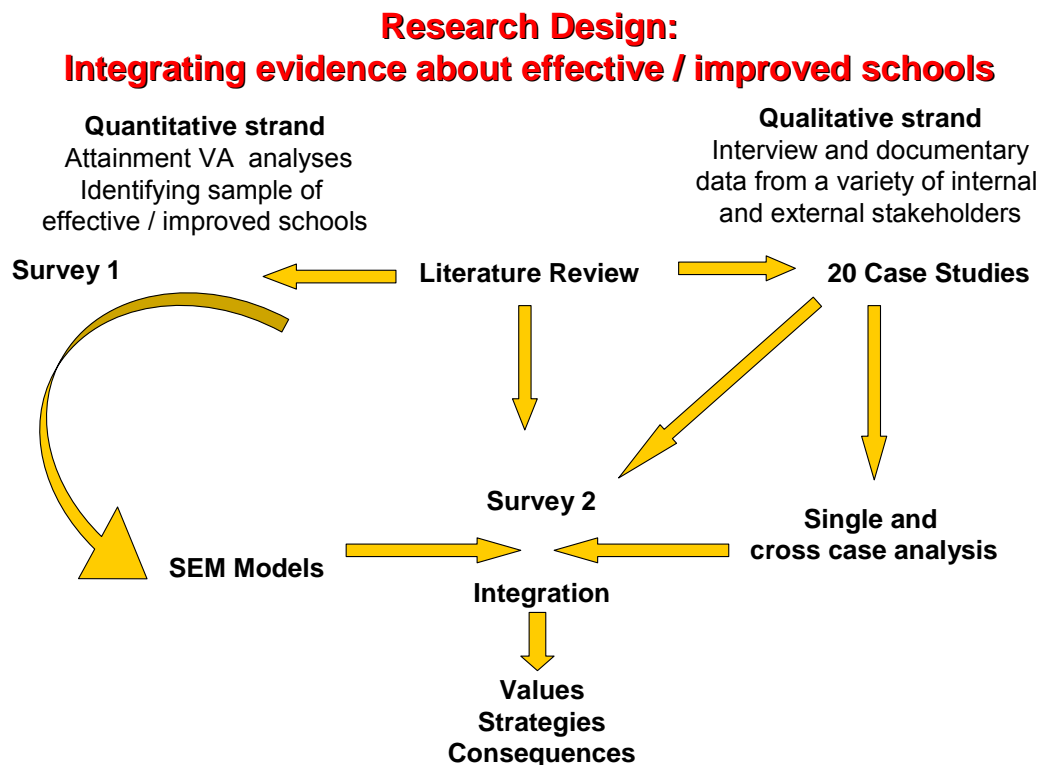 Research Design:
Integrating evidence about effective / improved schools
Quantitative strand
Attainment VA analyses
Identifying sample of
effective / improved schools
Qualitative strand
Interview and documentary
data from a variety of internal
and external stakeholders
Survey 1
Literature Review
20 Case Studies
Survey 2
Single and
cross case analysis
SEM Models
Integration
Values
Strategies
Consequences